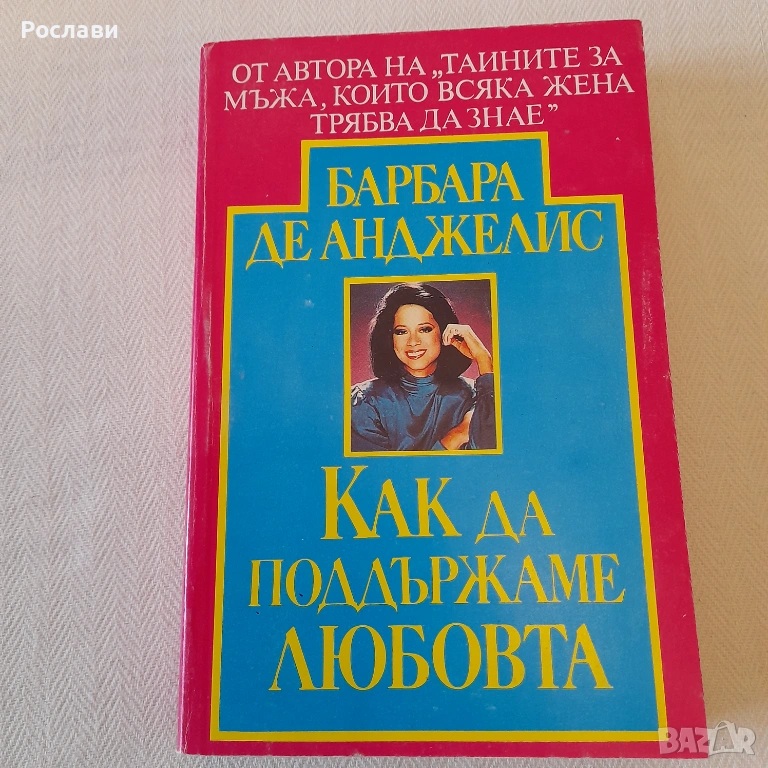 Рослави
ОТ АВТОРА НА „ТАИНИТЕ ЗА
МЪЖА, КОИТО ВСЯКА ЖЕНА
ТРЯБВА ДА ЗНАЕ”
БАРБАРА
ДЕ АНДЖЕЛИС
КАК ДА
ПОДДЪРЖАМЕ
ЛЮБОВТА
BAZAR